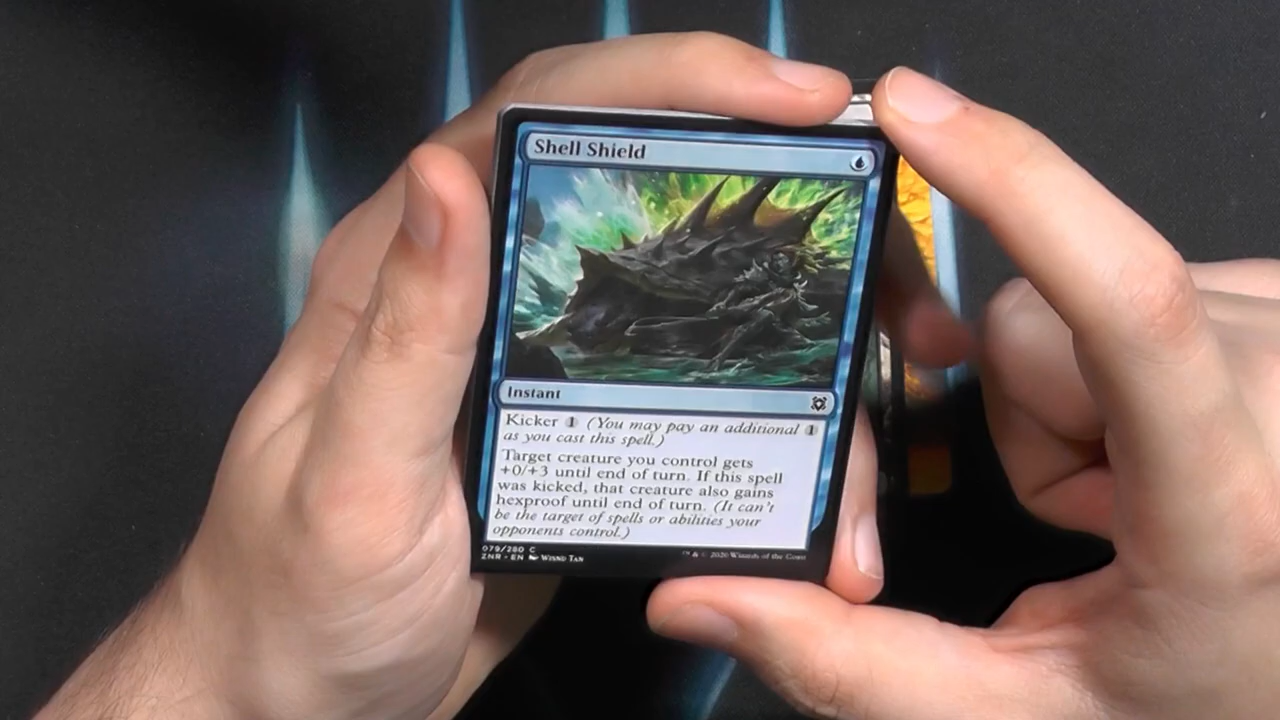 Shell Shield
Instant
Kicker 1 (You may pay an additional 1
as you cast this spell.)
Target creature you control gets
+0/+3 until end of turn. If this spell
was kicked, that creature also gains
hexproof until end of turn. (It can't
be the target of spells or abilities your
opponents control.)
079/280 C
ZNR • EN Wisnu Tan
™ & © 2020 Wizards of the Coast